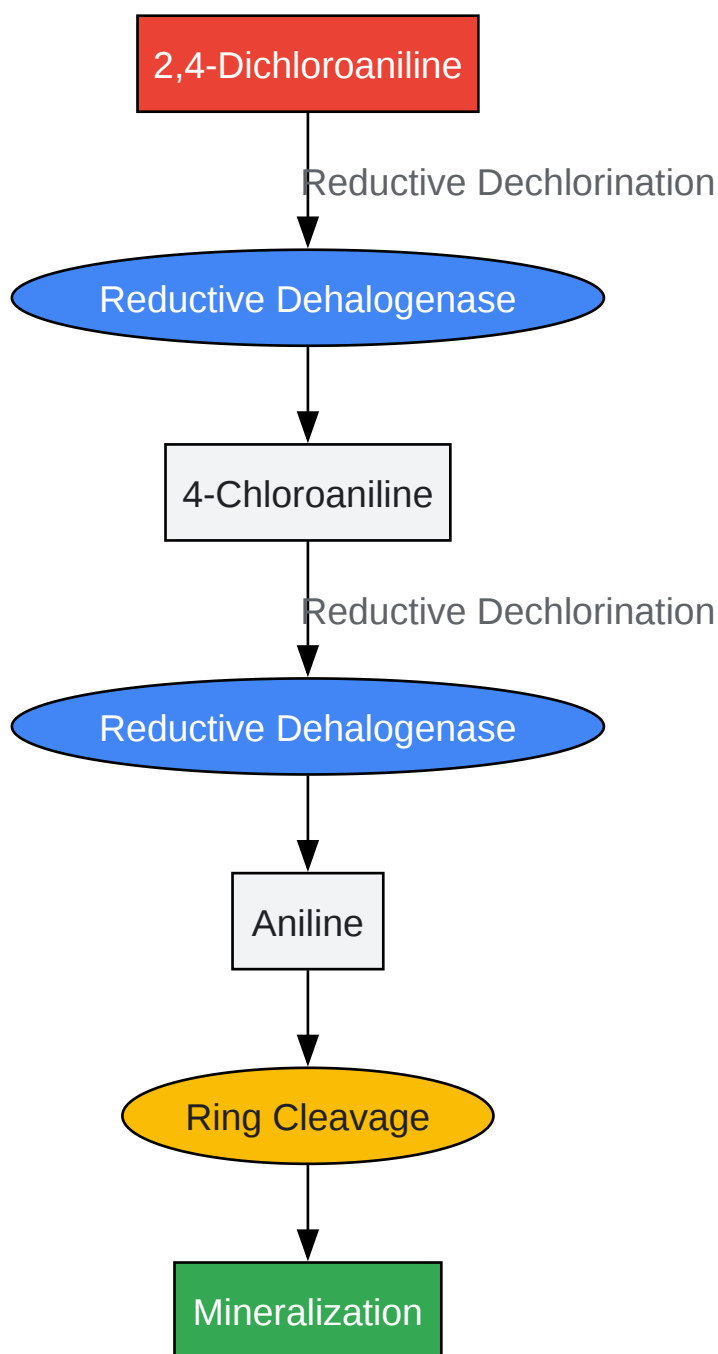 2,4-Dichloroaniline
Reductive Dechlorination
Reductive Dehalogenase
4-Chloroaniline
Reductive Dechlorination
Reductive Dehalogenase
Aniline
Ring Cleavage
Mineralization